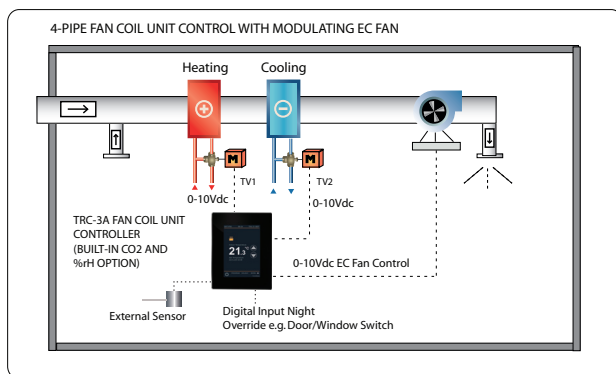 4-PIPE FAN COIL UNIT CONTROL WITH MODULATING EC FAN
Heating
Cooling
M
TV1
M
TV2
0-10Vdc
0-10Vdc
TRC-3A FAN COIL UNIT
CONTROLLER
(BUILT-IN CO2 AND
%rH OPTION)
21
0-10Vdc EC Fan Control
External Sensor
Digital Input Night
Override e.g. Door/Window Switch